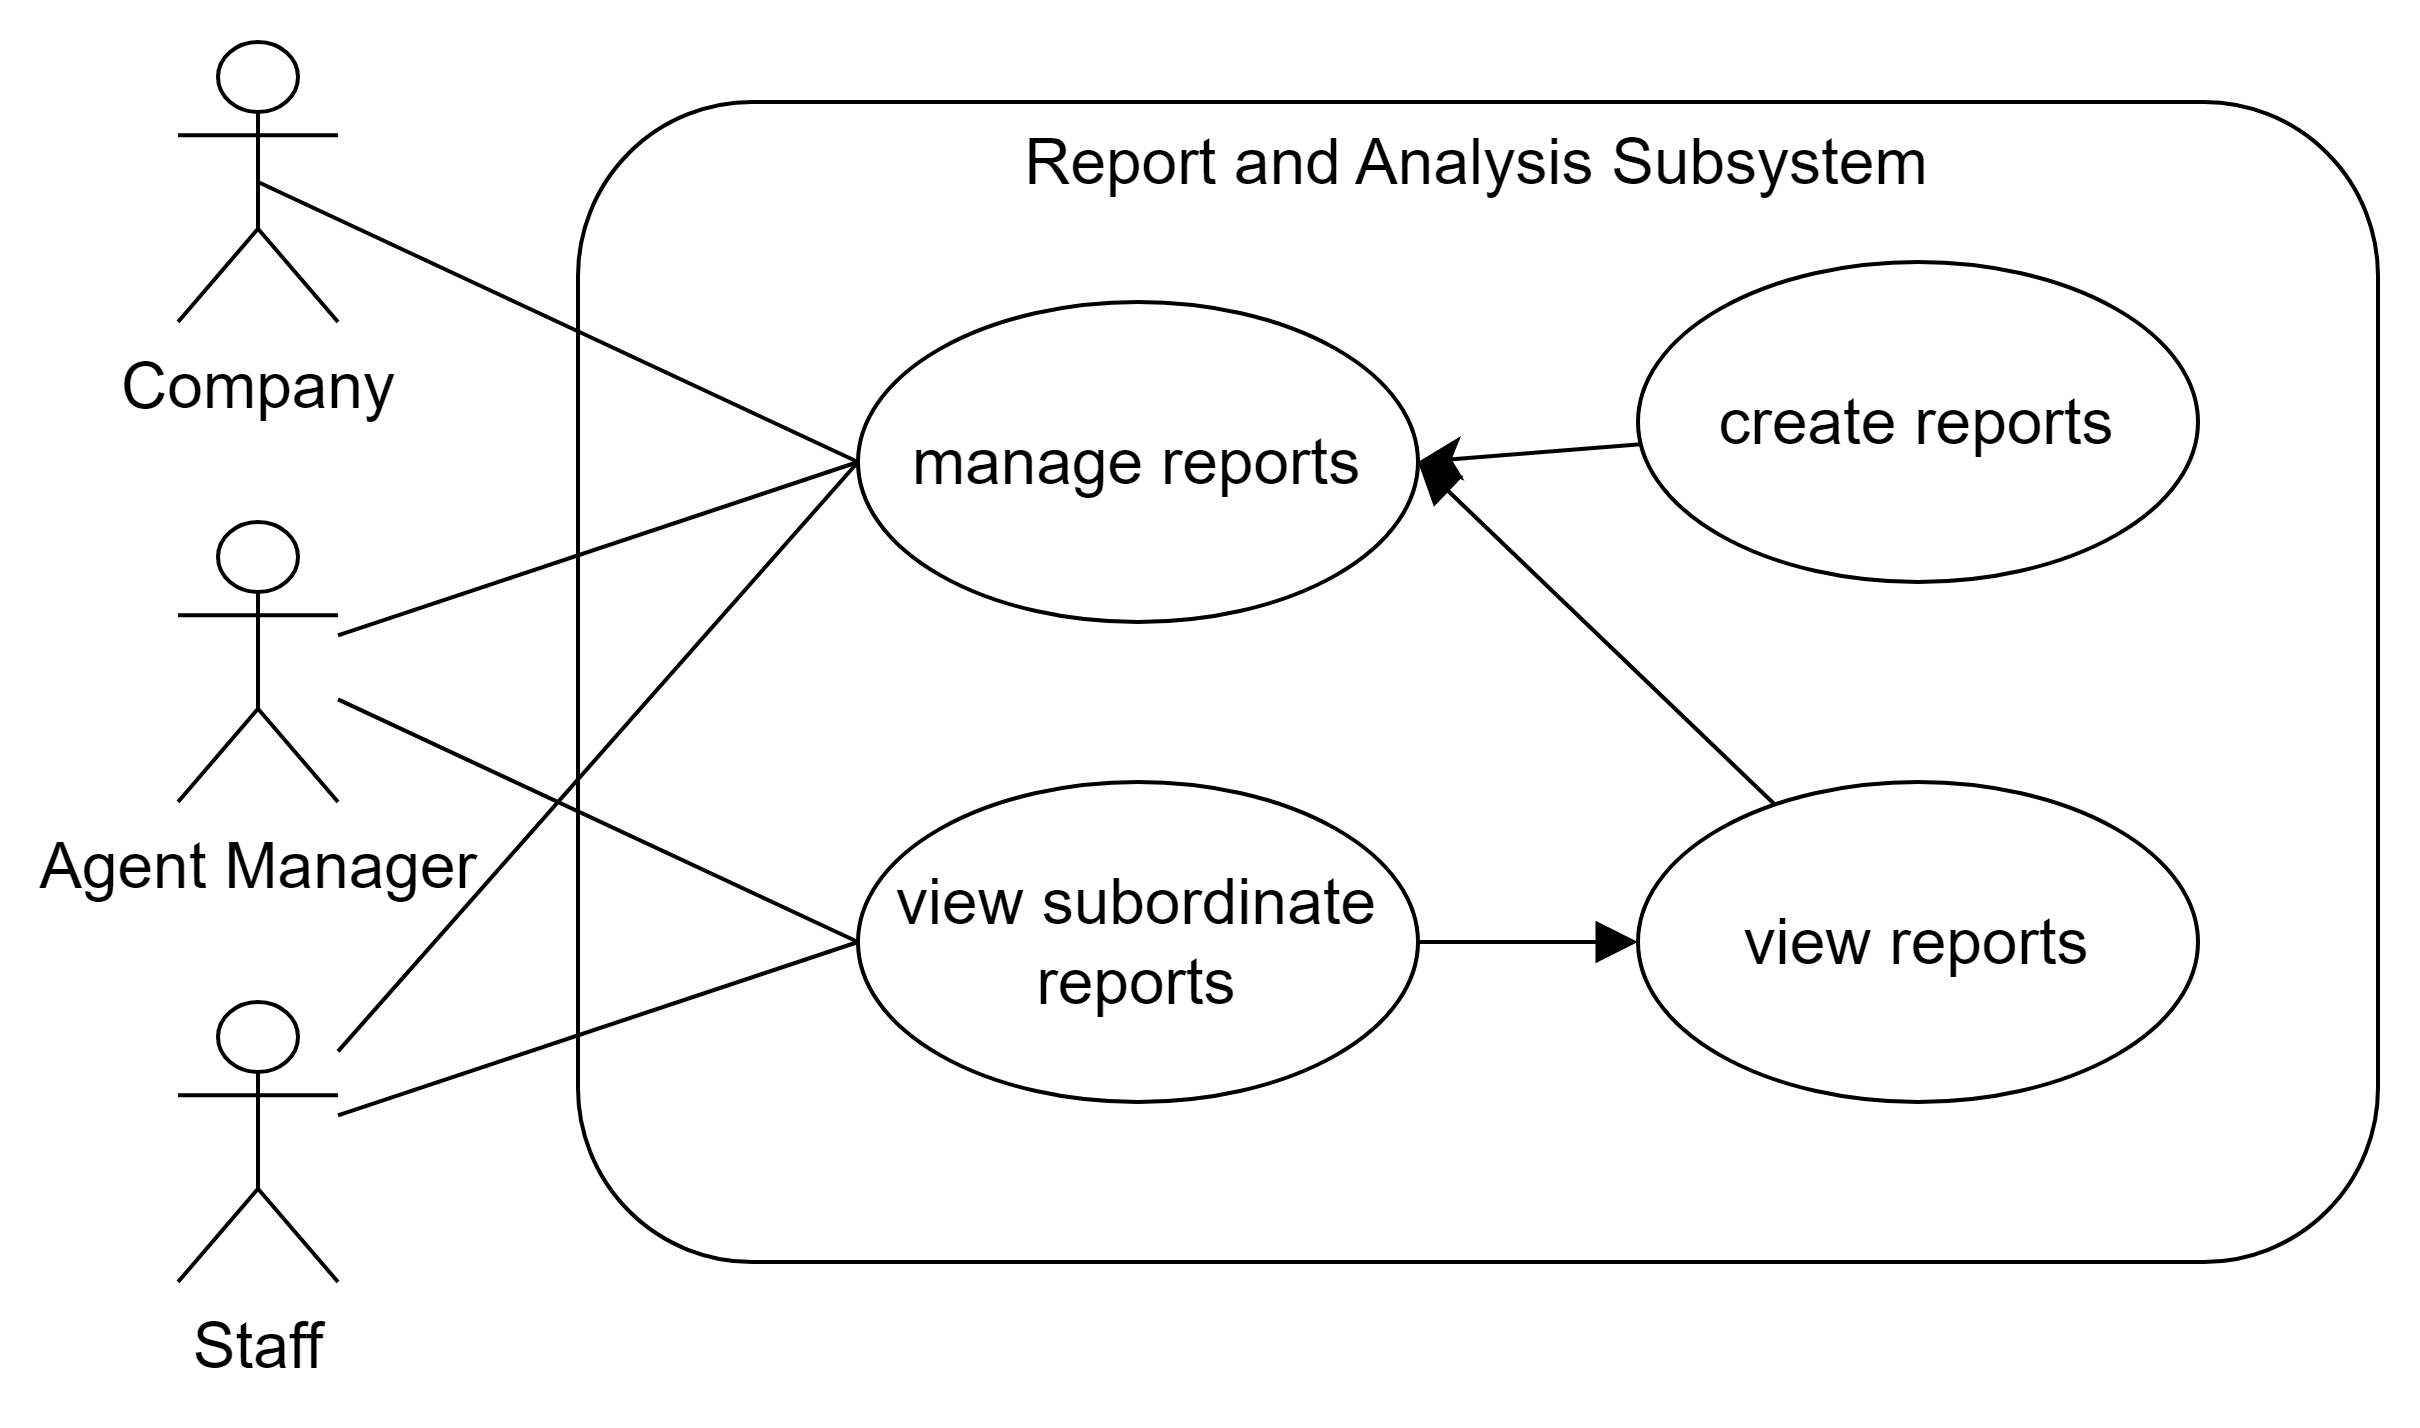 Report and Analysis Subsystem
Company
manage reports
create reports
Agent Manager
view subordinate
reports
view reports
Staff